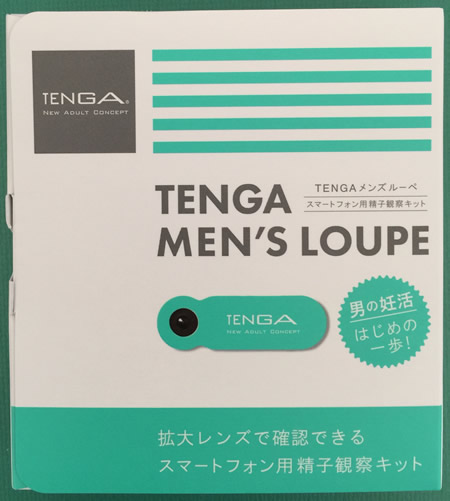 TENGA®
NEW ADULT CONCEPT
TENGA
TENGAメンズルーペ
スマートフォン用精子観察キット
MEN'S LOUPE
TENGA
NEW ADULT CONCEPT
男の妊活
はじめの
一歩!
拡大レンズで確認できる
スマートフォン用精子観察キット